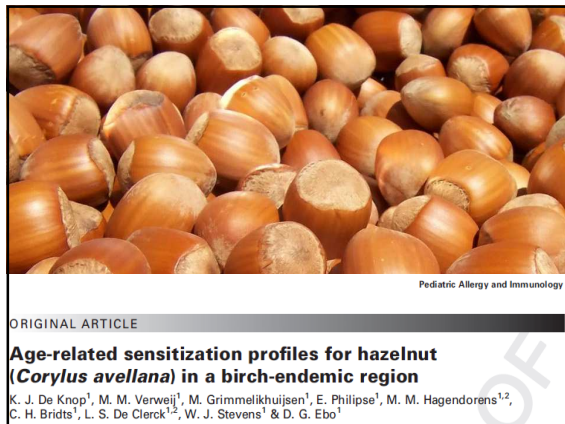 Pediatric Allergy and Immunology
ORIGINAL ARTICLE
Age-related sensitization profiles for hazelnut
(Corylus avellana) in a birch-endemic region
K. J. De Knop1, M. M. Verweij1, M. Grimmelikhuijsen1, E. Philipse1, M. M. Hagendorens1,2,
C. H. Bridts1, L. S. De Clerck1,2, W. J. Stevens1 & D. G. Ebo1
OF